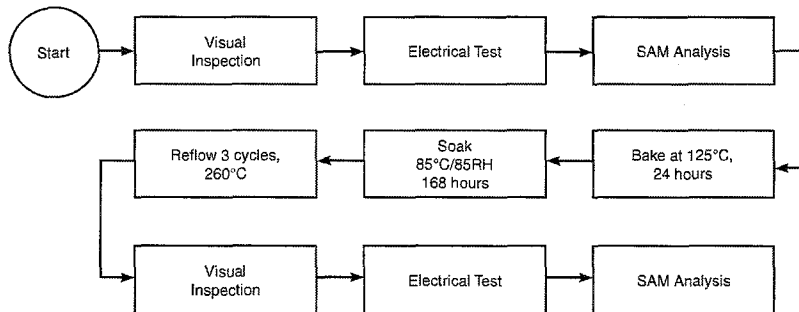 Start
Visual
Inspection
Electrical Test
SAM Analysis
Reflow 3 cycles,
260°C
Soak
85°C/85RH
168 hours
Bake at 125°C,
24 hours
Visual
Inspection
Electrical Test
SAM Analysis